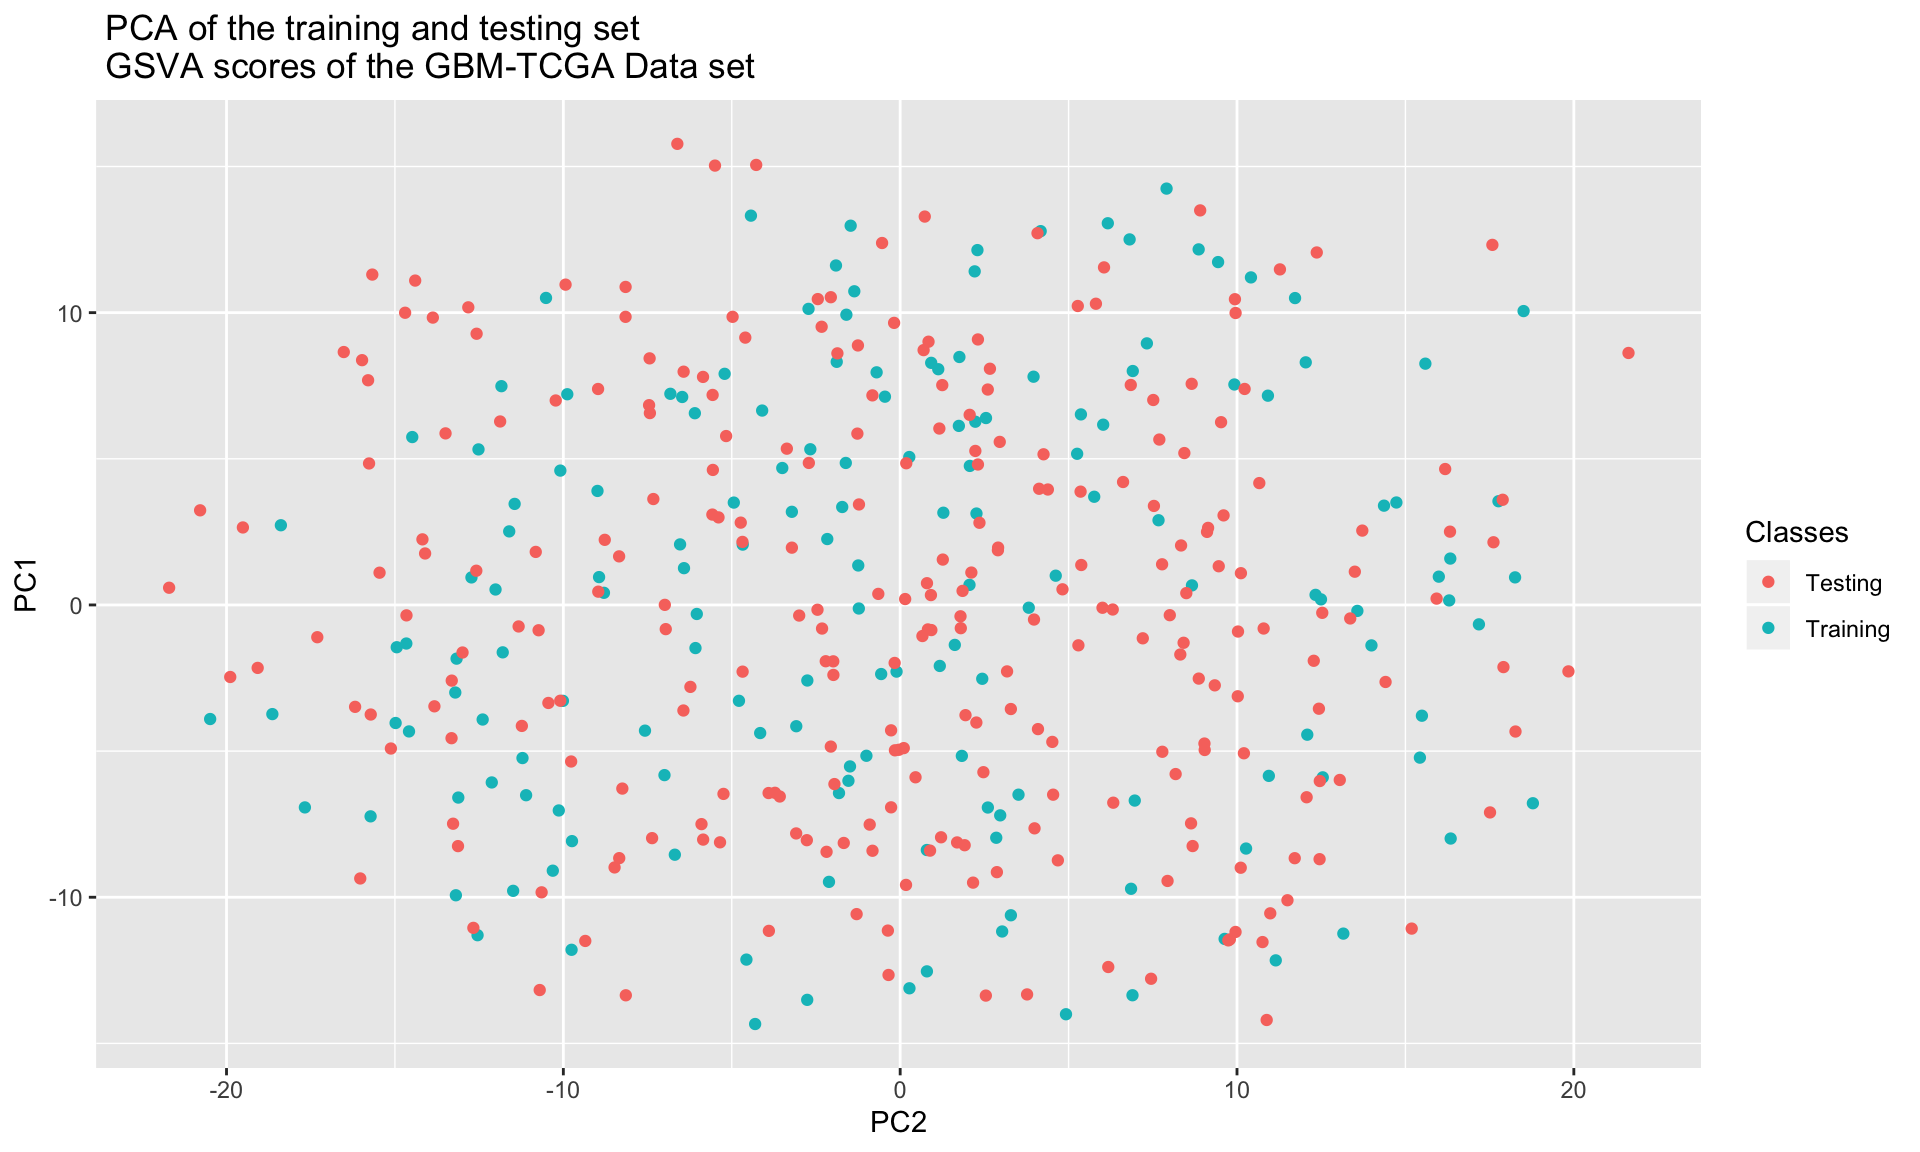 PCA of the training and testing set
GSVA scores of the GBM-TCGA Data set
PC1
10
0
-10
-20
-10
0
10
20
PC2
Classes
Testing
Training